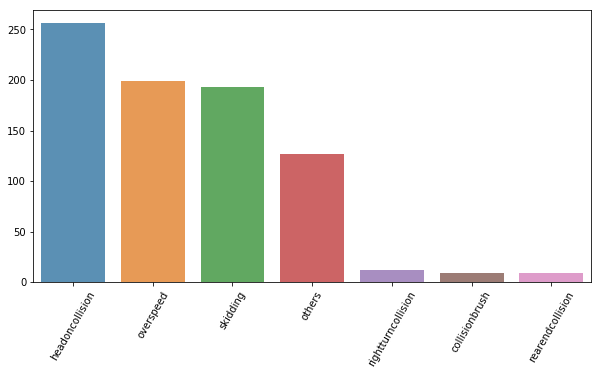 250
200
150
100
50
0
headoncollision
overspeed
skidding
others
rightturncollision
collisionbrush
rearendcollision